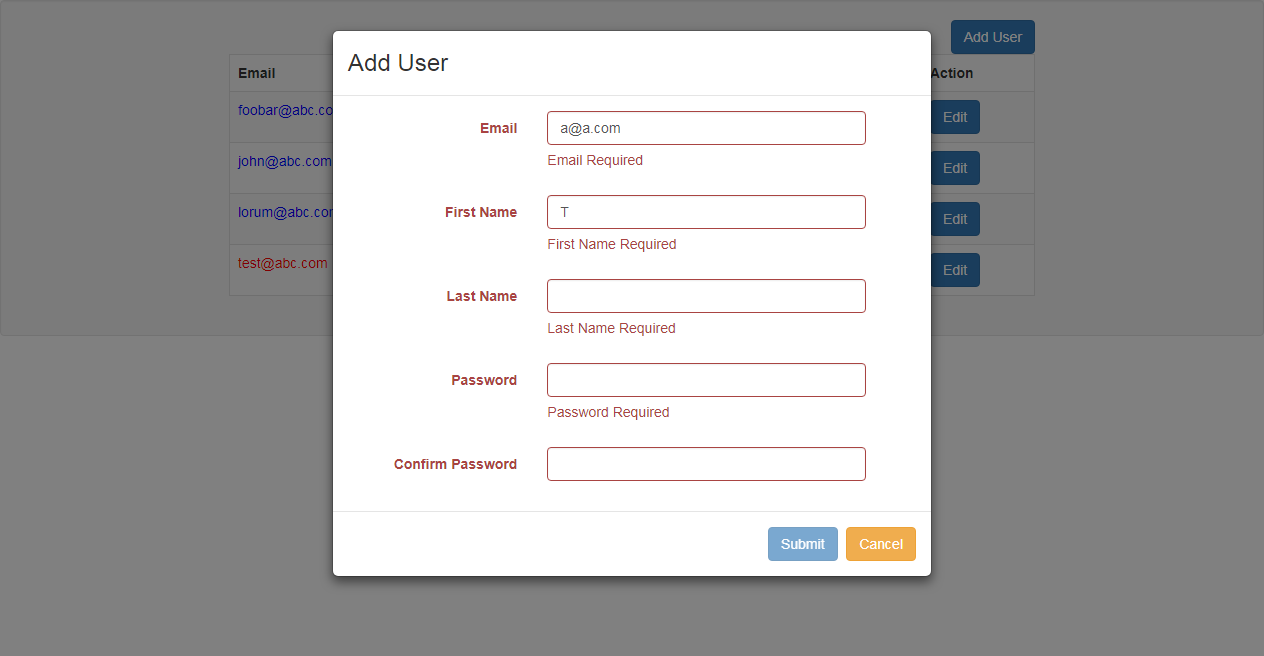 Add User
Add User
Email Action
foobar@abc.co Edit
john@abc.com Edit
lorum@abc.co Edit
test@abc.com Edit
Email a@a.com
Email Required
First Name T
First Name Required
Last Name
Last Name Required
Password
Password Required
Confirm Password
Submit Cancel